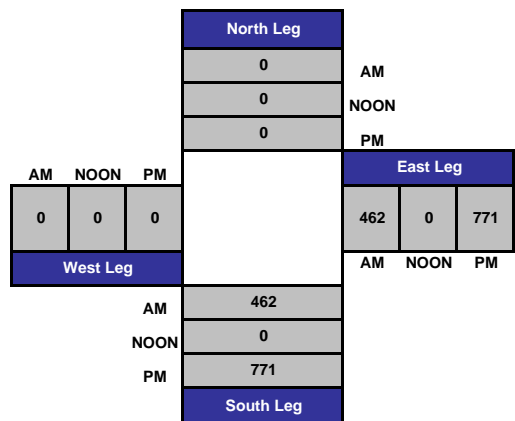 North Leg
0 AM
0 NOON
0 PM
AM NOON PM East Leg
0 0 0 462 0 771
West Leg AM NOON PM
AM 462
NOON 0
PM 771
South Leg